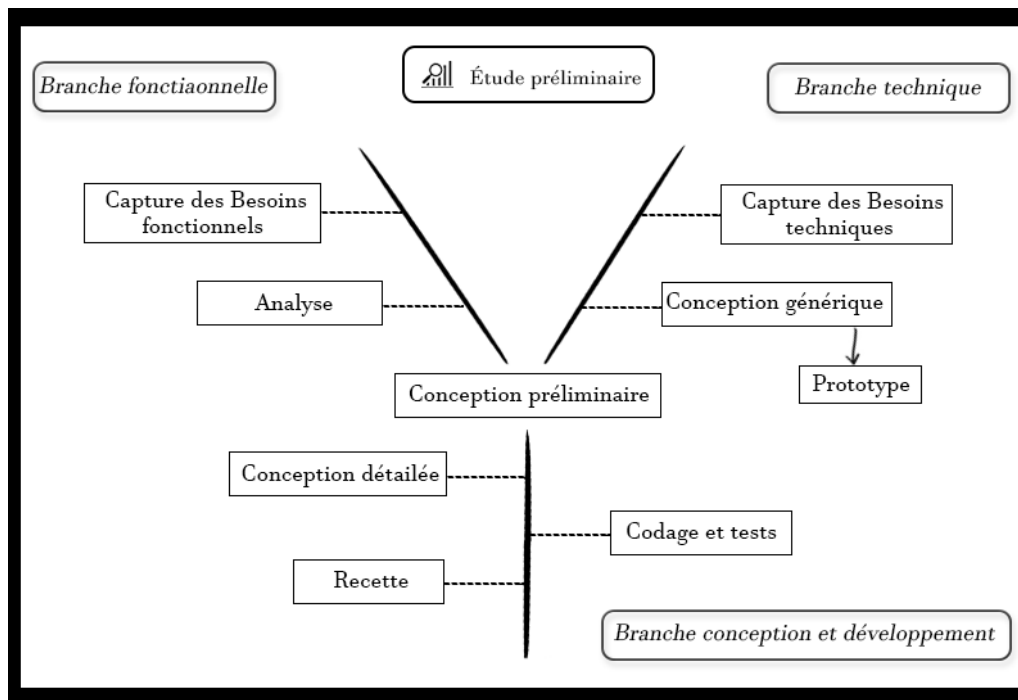 Étude préliminaire
Branche fonctiaonnelle
Branche technique
Capture des Besoins
fonctionnels
Capture des Besoins
techniques
Analyse
Conception générique
Prototype
Conception préliminaire
Conception détailée
Codage et tests
Recette
Branche conception et développement